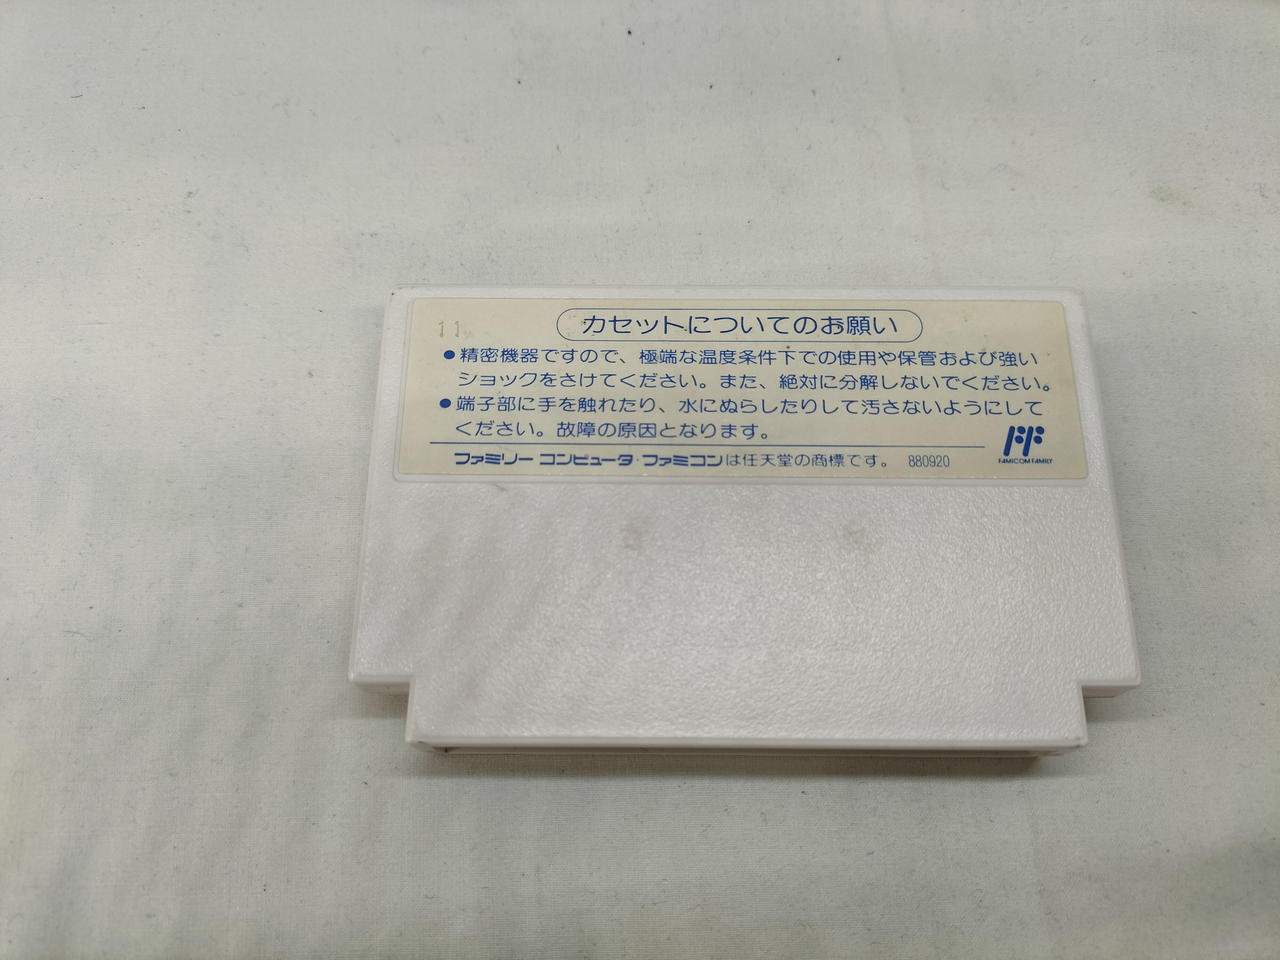 11
カセットについてのお願い
●精密機器ですので、極端な温度条件下での使用や保管および強い
ショックをさけてください。また、絶対に分解しないでください。
●端子部に手を触れたり、水にぬらしたりして汚さないようにして
ください。故障の原因となります。
ファミリーコンピュータ・ファミコンは任天堂の商標です。 880920
FAMICOM FAMILY